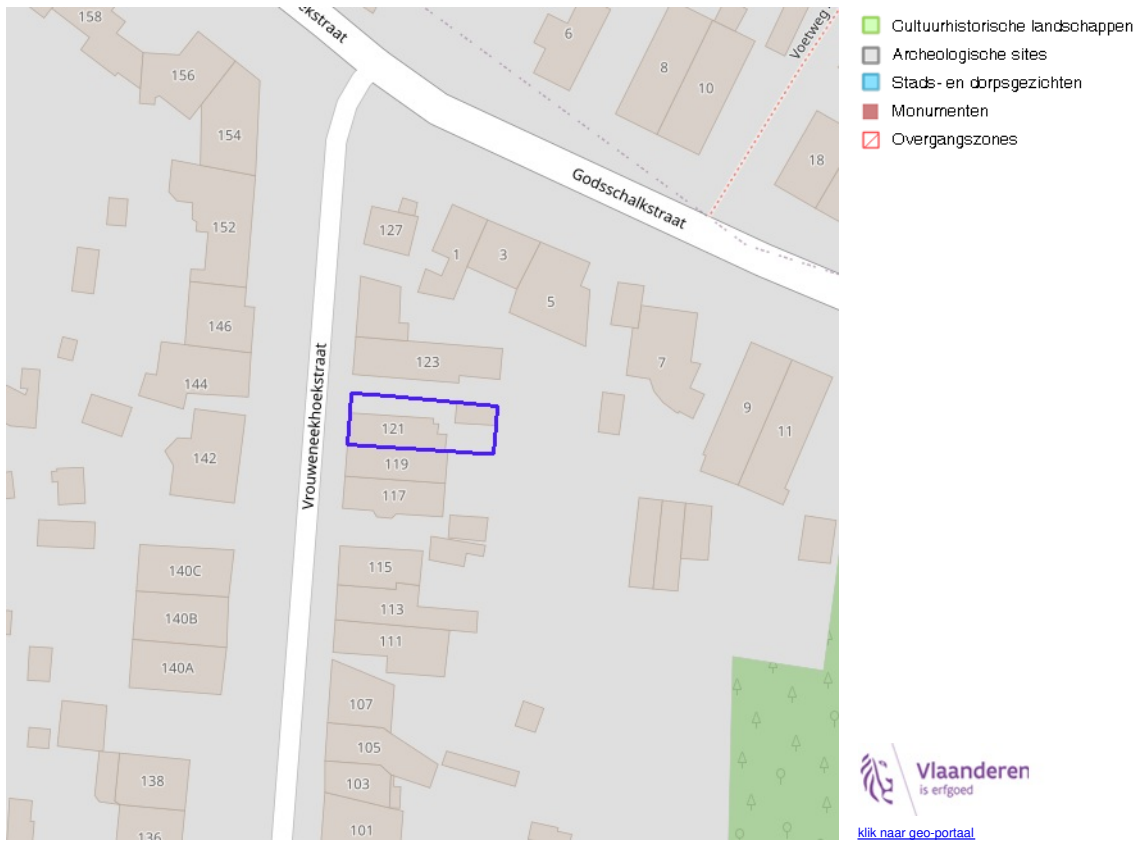 158
ekstraat
6
Voetweg
156
8
10
154
18
Godsschalkstraat
152
127
1
3
5
146
123
7
144
Vrouweneekhoekstraat
9
121
11
142
119
117
140C
115
113
140B
111
140A
107
105
138
103
136
101
Cultuurhistorische landschappen
Archeologische sites
Stads- en dorpsgezichten
Monumenten
Overgangszones
Vlaanderen
is erfgoed
klik naar geo-portaal